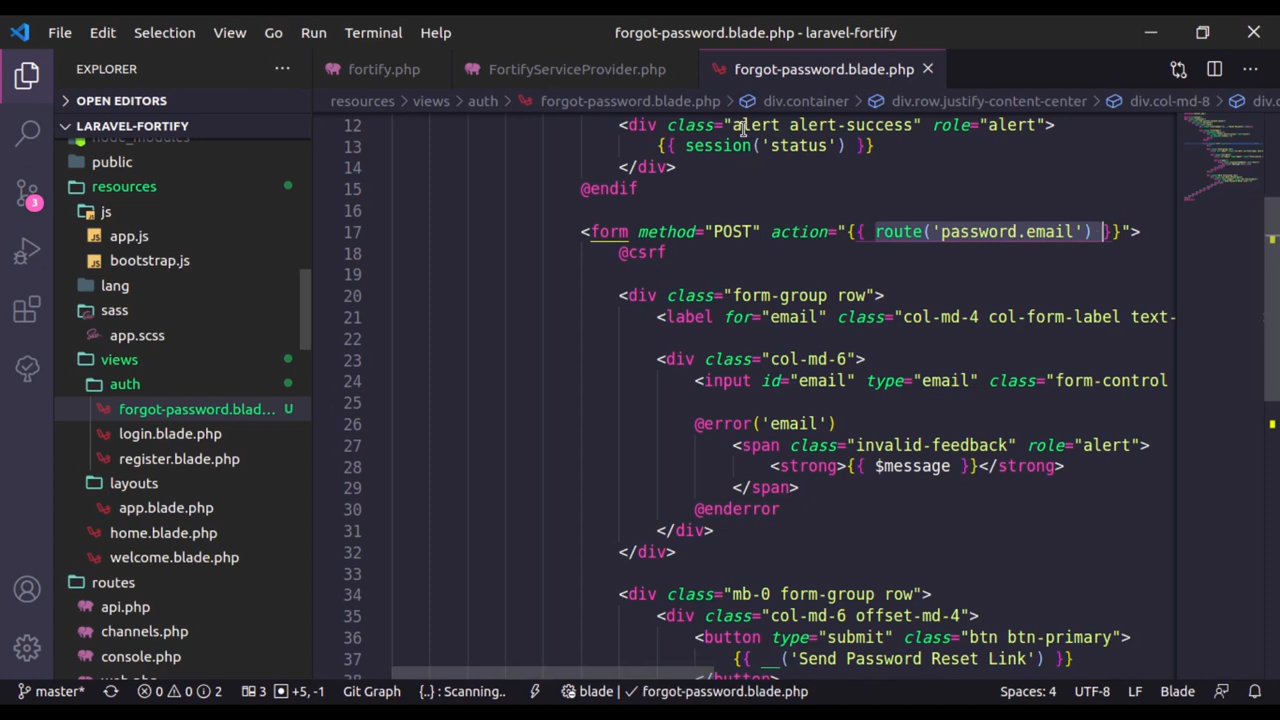 File Edit Selection View Go Run Terminal Help forgot-password.blade.php - laravel-fortify
EXPLORER
fortify.php FortifyServiceProvider.php forgot-password.blade.php
OPEN EDITORS
resources views auth forgot-password.blade.php div.container div.row.justify-content-center div.col-md-8
LARAVEL-FORTIFY
public
resources
js
app.js
bootstrap.js
lang
sass
app.scss
views
auth
forgot-password.blad... U
login.blade.php
register.blade.php
layouts
app.blade.php
home.blade.php
welcome.blade.php
routes
api.php
channels.php
console.php
3
12 <div class="alert alert-success" role="alert">
13 {{ session('status') }}
14 </div>
15 @endif
16
17 <form method="POST" action="{{ route('password.email') }}">
18 @csrf
19
20 <div class="form-group row">
21 <label for="email" class="col-md-4 col-form-label text-
22
23 <div class="col-md-6">
24 <input id="email" type="email" class="form-control
25
26 @error('email')
27 <span class="invalid-feedback" role="alert">
28 <strong>{{ $message }}</strong>
29 </span>
30 @enderror
31 </div>
32 </div>
33
34 <div class="mb-0 form-group row">
35 <div class="col-md-6 offset-md-4">
36 <button type="submit" class="btn btn-primary">
37 {{ __('Send Password Reset Link') }}
master* 0 0 2 3 +5, -1 Git Graph {..} : Scanning.. blade | ✓ forgot-password.blade.php Spaces: 4 UTF-8 LF Blade